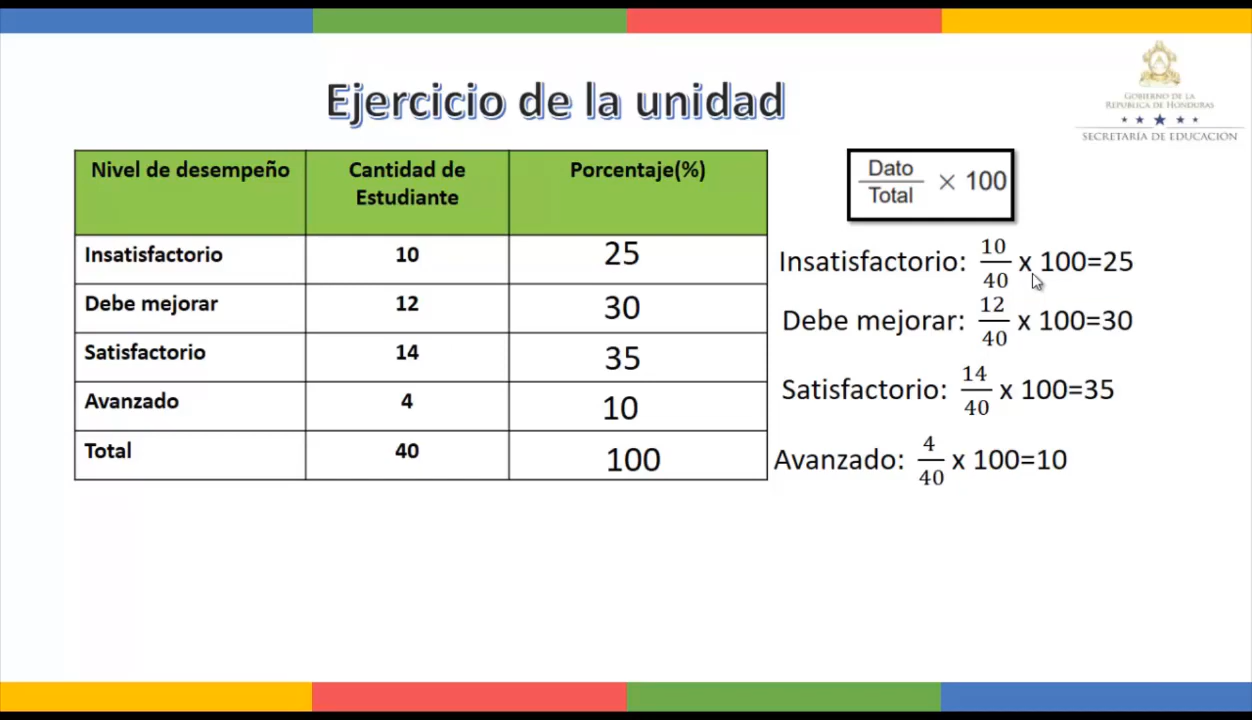 Ejercicio de la unidad
GOBIERNO DE LA
REPÚBLICA DE HONDURAS
SECRETARÍA DE EDUCACIÓN
Nivel de desempeño Cantidad de Estudiante Porcentaje(%)
Insatisfactorio 10 25
Debe mejorar 12 30
Satisfactorio 14 35
Avanzado 4 10
Total 40 100
Dato/Total × 100
Insatisfactorio: 10/40 x 100=25
Debe mejorar: 12/40 x 100=30
Satisfactorio: 14/40 x 100=35
Avanzado: 4/40 x 100=10